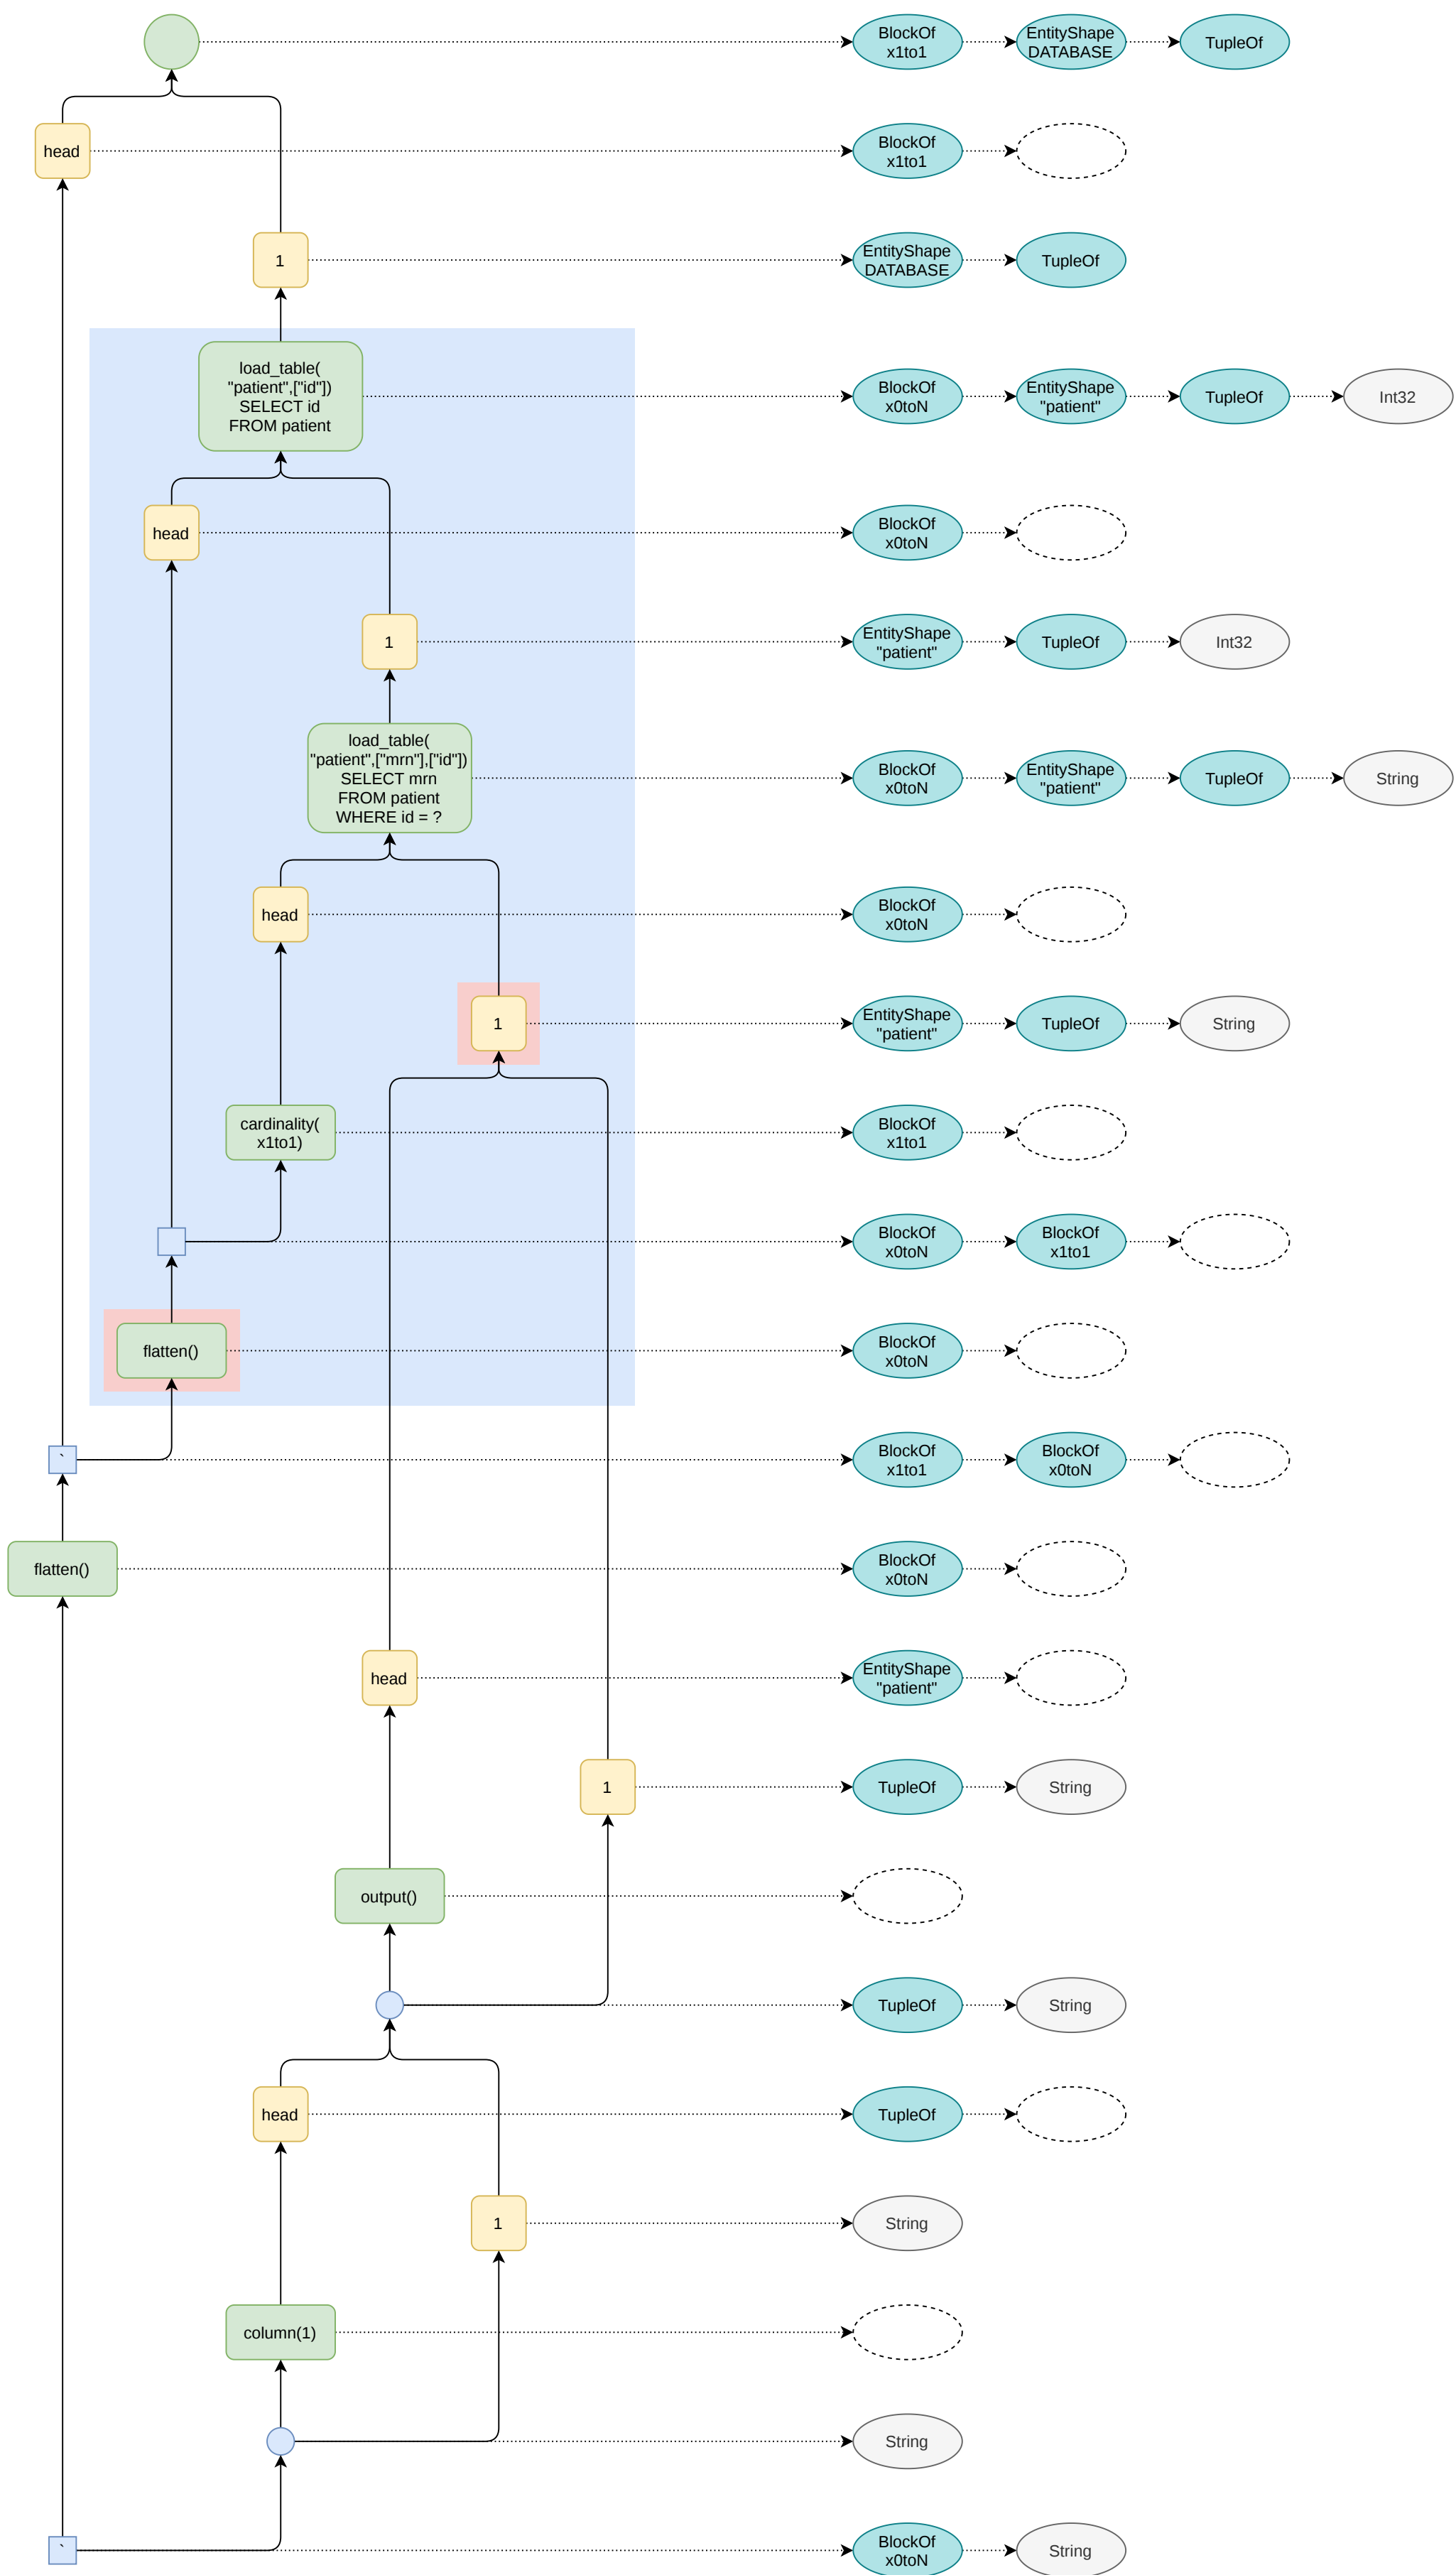 BlockOf
x1to1
EntityShape
DATABASE
TupleOf
head
BlockOf
x1to1
1
EntityShape
DATABASE
TupleOf
load_table(
"patient",["id"])
SELECT id
FROM patient
BlockOf
x0toN
EntityShape
"patient"
TupleOf
Int32
head
BlockOf
x0toN
1
EntityShape
"patient"
TupleOf
Int32
load_table(
"patient",["mrn"],["id"])
SELECT mrn
FROM patient
WHERE id = ?
BlockOf
x0toN
EntityShape
"patient"
TupleOf
String
head
BlockOf
x0toN
1
EntityShape
"patient"
TupleOf
String
cardinality(
x1to1)
BlockOf
x1to1
BlockOf
x0toN
BlockOf
x1to1
flatten()
BlockOf
x0toN
`
BlockOf
x1to1
BlockOf
x0toN
flatten()
BlockOf
x0toN
head
EntityShape
"patient"
1
TupleOf
String
output()
TupleOf
String
head
TupleOf
1
String
column(1)
String
`
BlockOf
x0toN
String